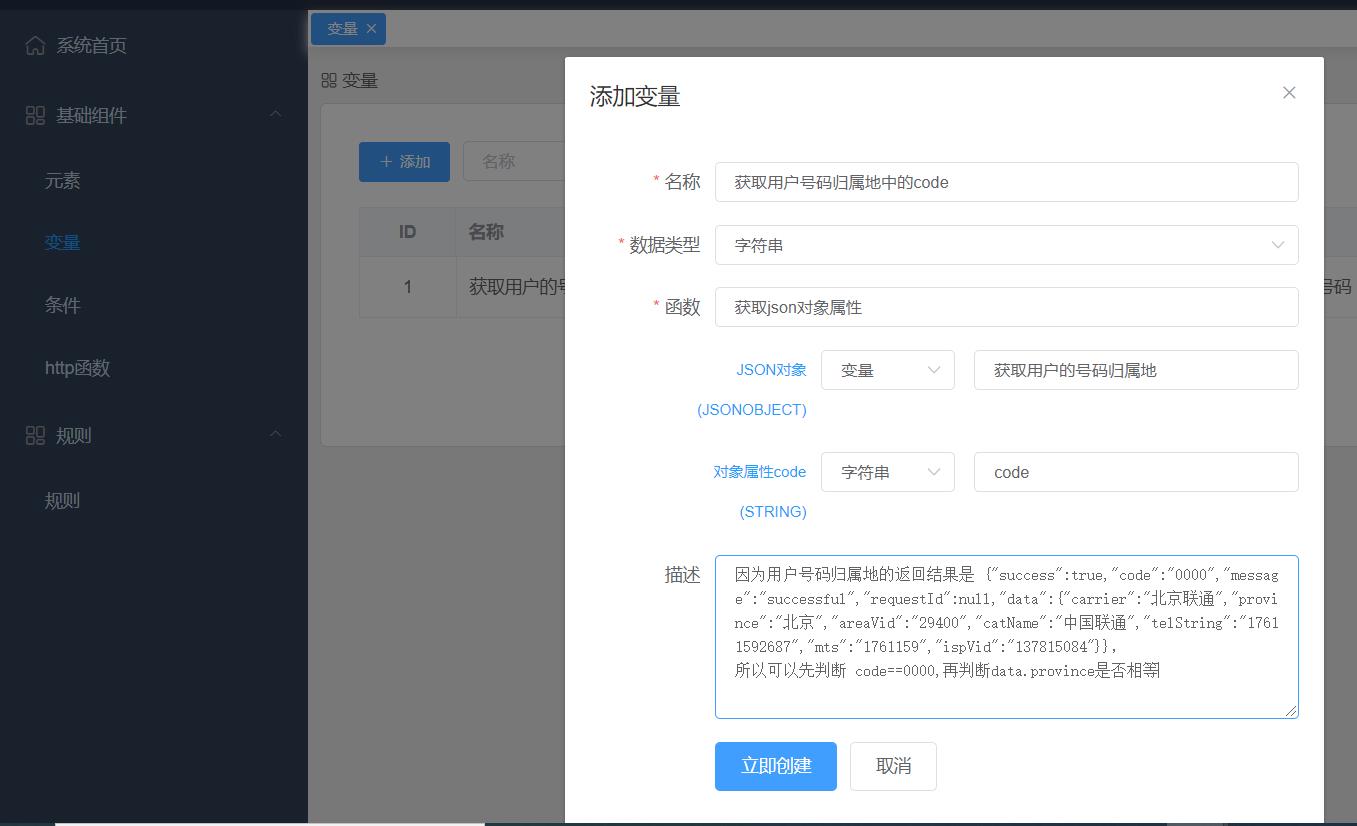 系统首页
基础组件
元素
变量
条件
http函数
规则
规则
变量
变量
添加
名称
ID 名称
1 获取用户的号
号码
添加变量
* 名称 获取用户号码归属地中的code
* 数据类型 字符串
* 函数 获取json对象属性
JSON对象 变量 获取用户的号码归属地
(JSONOBJECT)
对象属性code 字符串 code
(STRING)
描述
因为用户号码归属地的返回结果是 {"success":true,"code":"0000","messag
e":"successful","requestId":null,"data":{"carrier":"北京联通","provi
nce":"北京","areaVid":"29400","catName":"中国联通","telString":"1761
1592687","mts":"1761159","ispVid":"137815084"}},
所以可以先判断 code==0000,再判断data.province是否相等
立即创建 取消